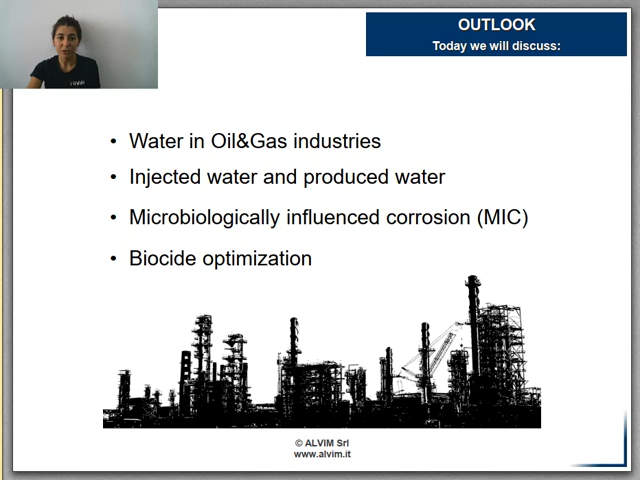 OUTLOOK
Today we will discuss:
• Water in Oil&Gas industries
• Injected water and produced water
• Microbiologically influenced corrosion (MIC)
• Biocide optimization
© ALVIM Srl
www.alvim.it